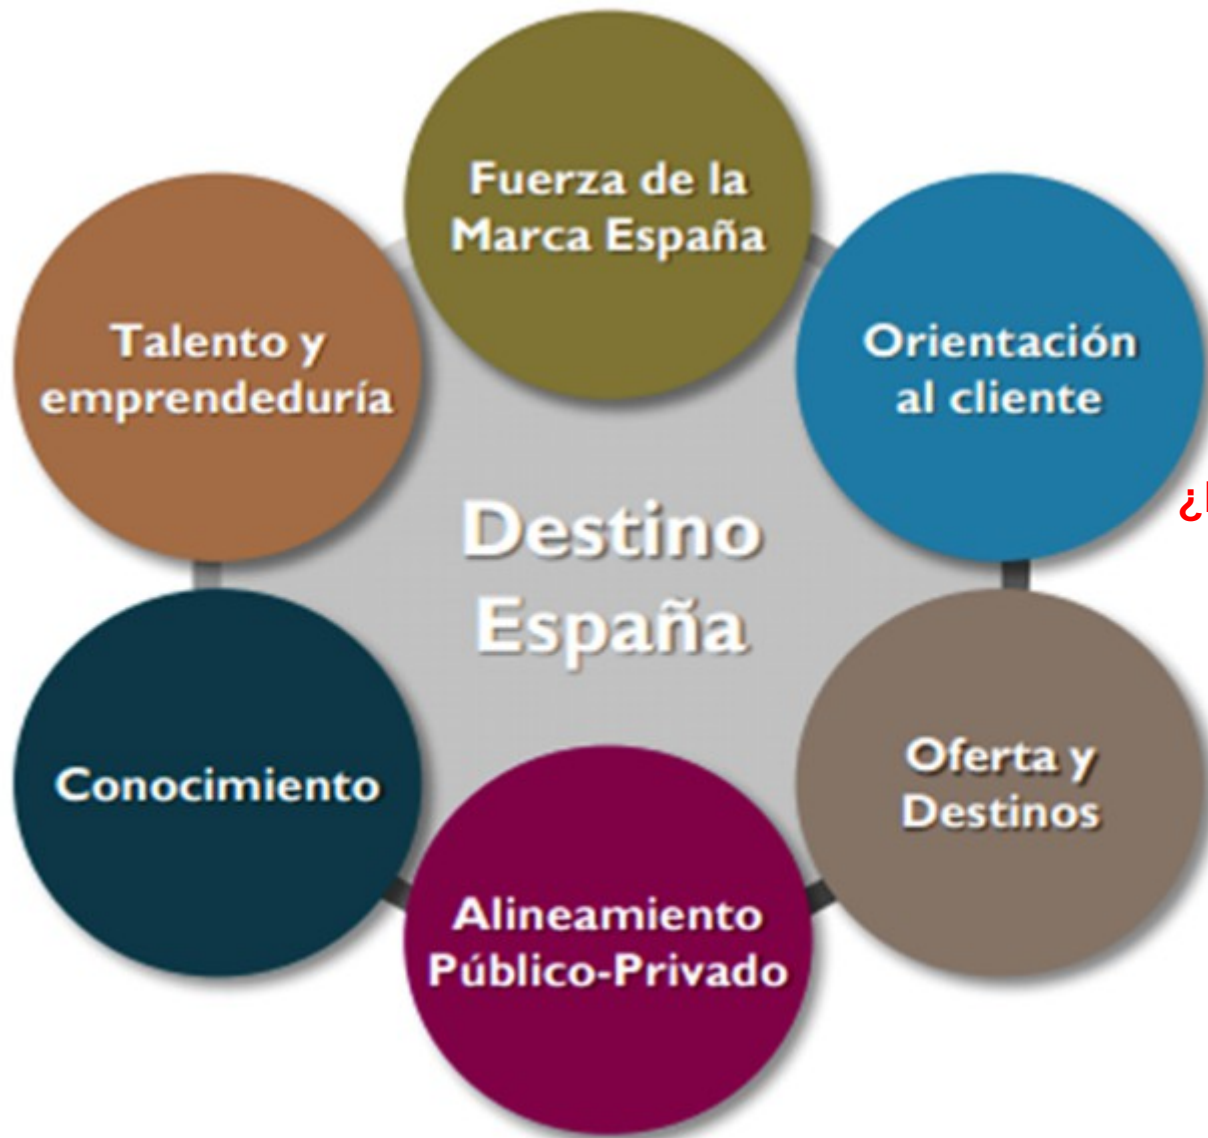 Fuerza de la
Marca España
Orientación
al cliente
Oferta y
Destinos
Alineamiento
Público-Privado
Conocimiento
Talento y
emprendeduría
Destino
España